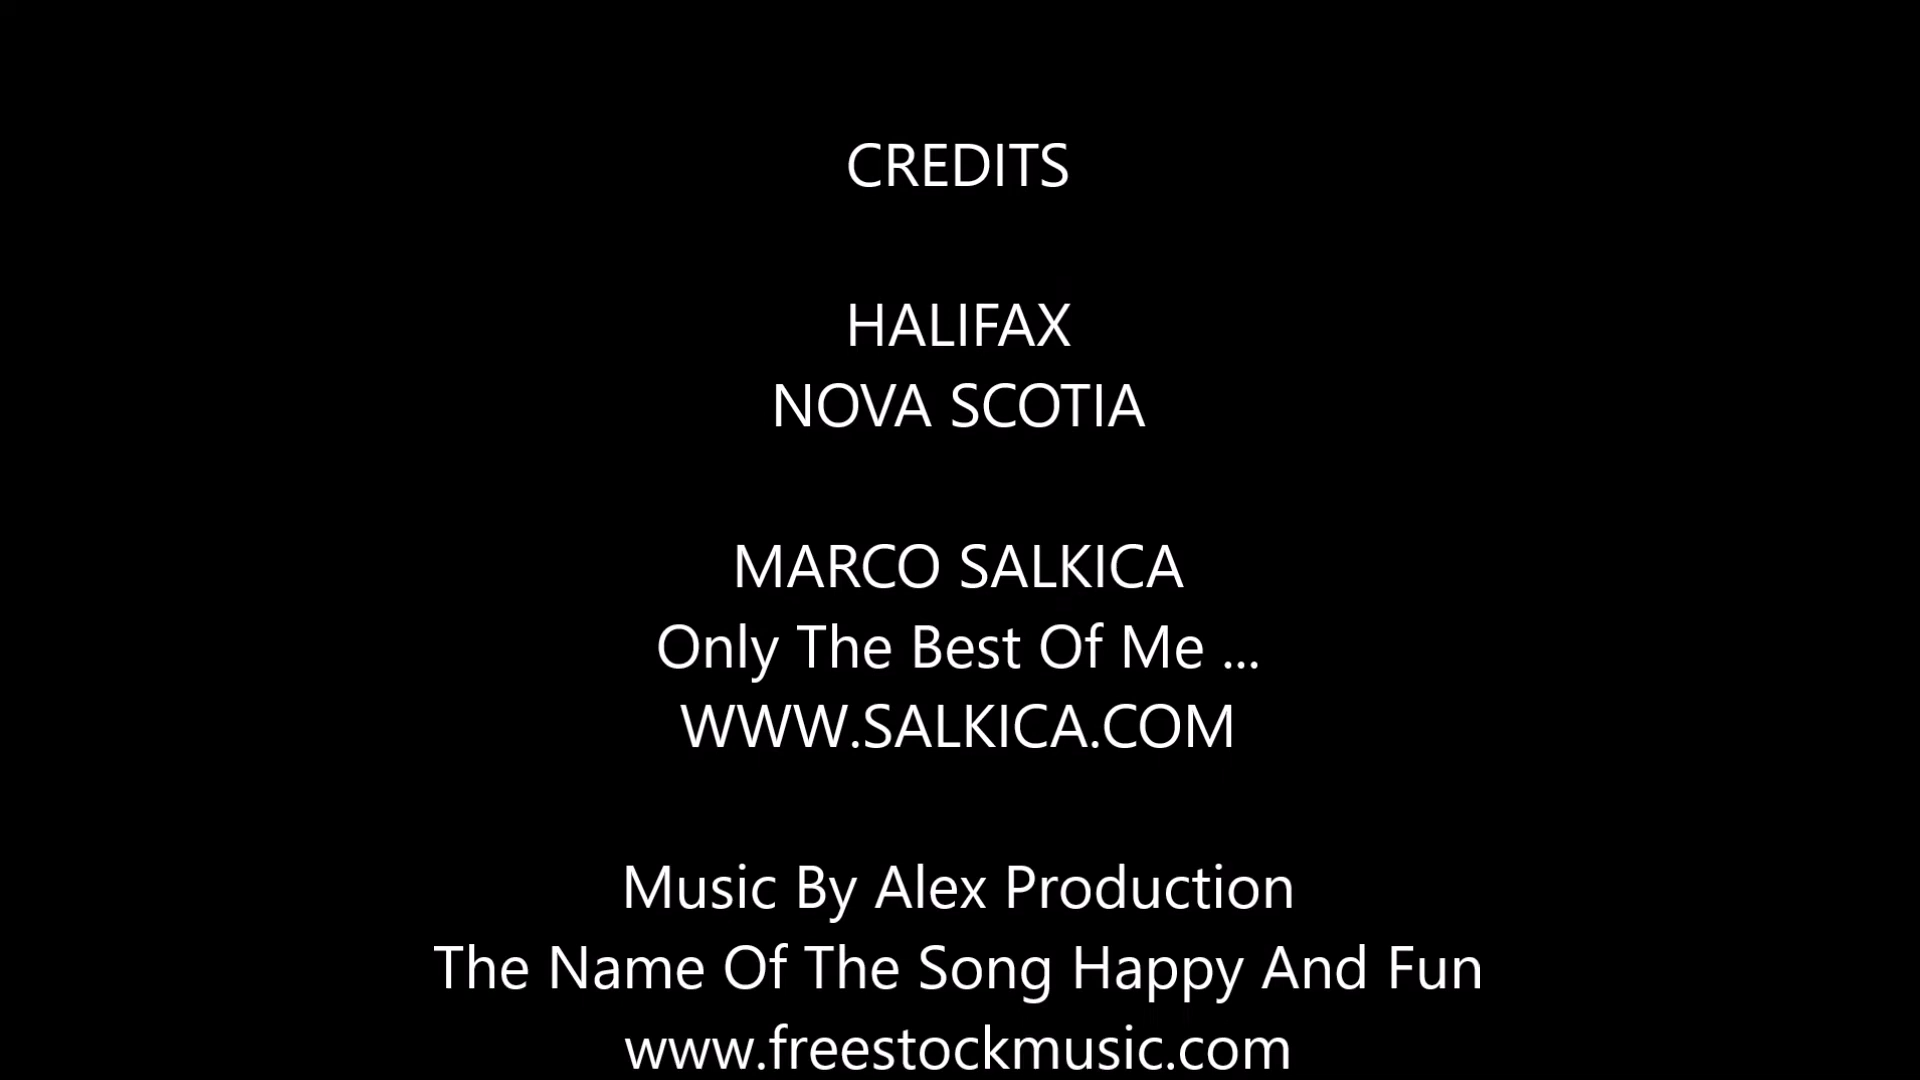 CREDITS
HALIFAX
NOVA SCOTIA
MARCO SALKICA
Only The Best Of Me ...
WWW.SALKICA.COM
Music By Alex Production
The Name Of The Song Happy And Fun
www.freestockmusic.com